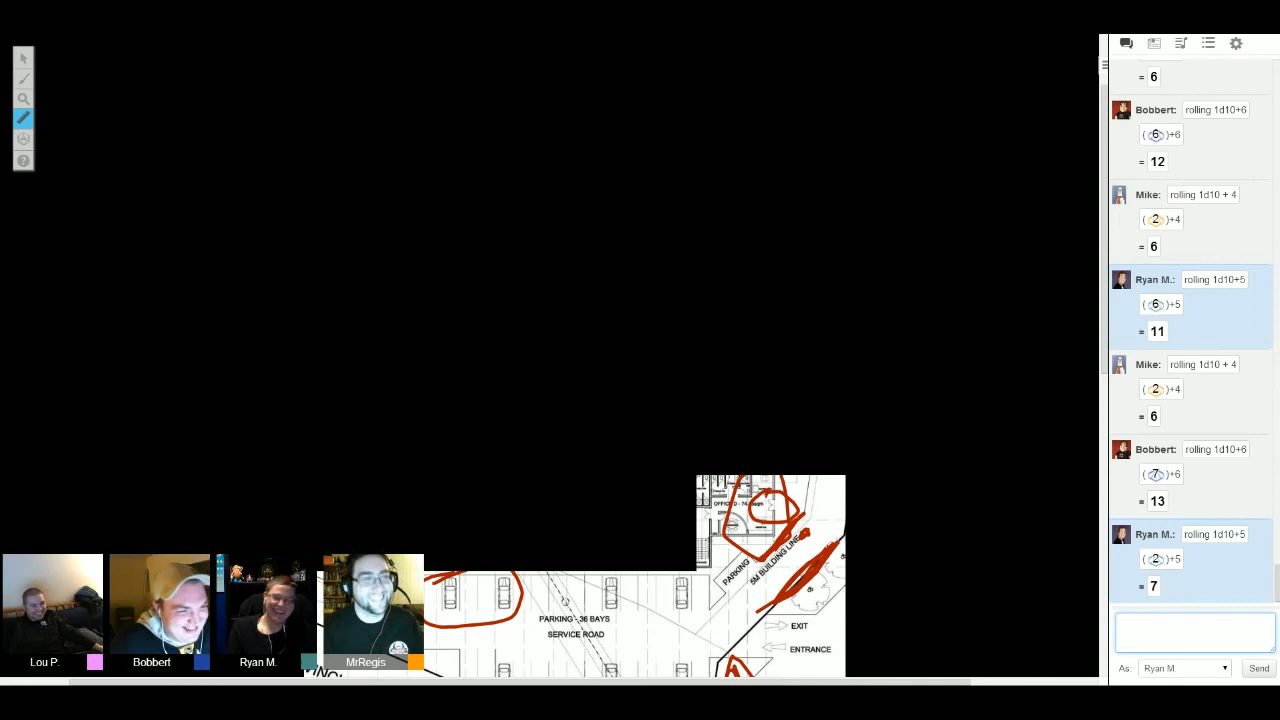 = 6
Bobbert: rolling 1d10+6
(6)+6
= 12
Mike: rolling 1d10 + 4
(2)+4
= 6
Ryan M.: rolling 1d10+5
(6)+5
= 11
Mike: rolling 1d10 + 4
(2)+4
= 6
Bobbert: rolling 1d10+6
(7)+6
= 13
Ryan M.: rolling 1d10+5
(2)+5
= 7
As: Ryan M. Send
PARKING
5M BUILDING LINE
PARKING - 36 BAYS
SERVICE ROAD
EXIT
ENTRANCE
Lou P. Bobbert Ryan M. MrRegis